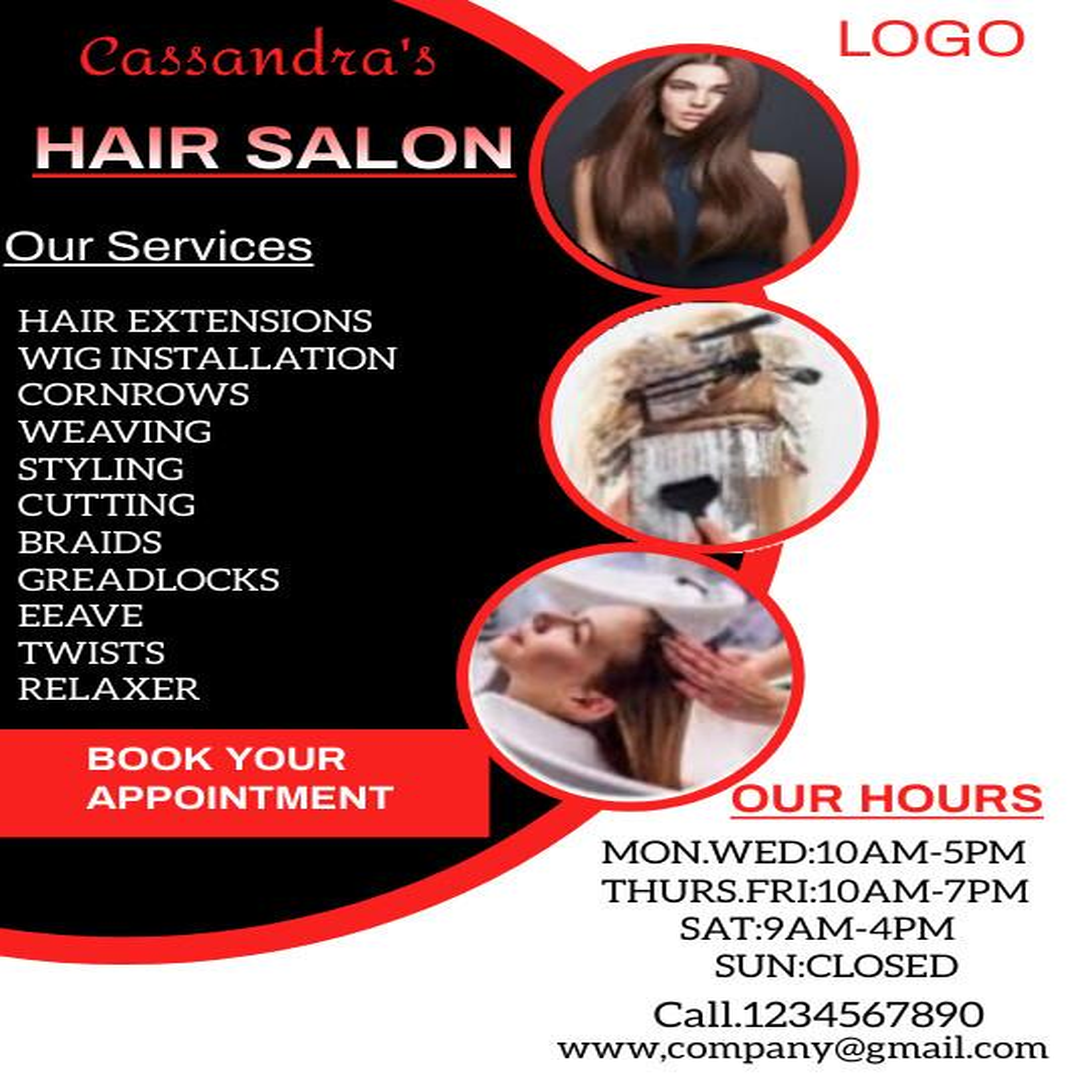 Cassandra's
LOGO
HAIR SALON
Our Services
HAIR EXTENSIONS
WIG INSTALLATION
CORNROWS
WEAVING
STYLING
CUTTING
BRAIDS
GREADLOCKS
EEAVE
TWISTS
RELAXER
BOOK YOUR
APPOINTMENT
OUR HOURS
MON.WED:10AM-5PM
THURS.FRI:10AM-7PM
SAT:9AM-4PM
SUN:CLOSED
Call.1234567890
www,company@gmail.com